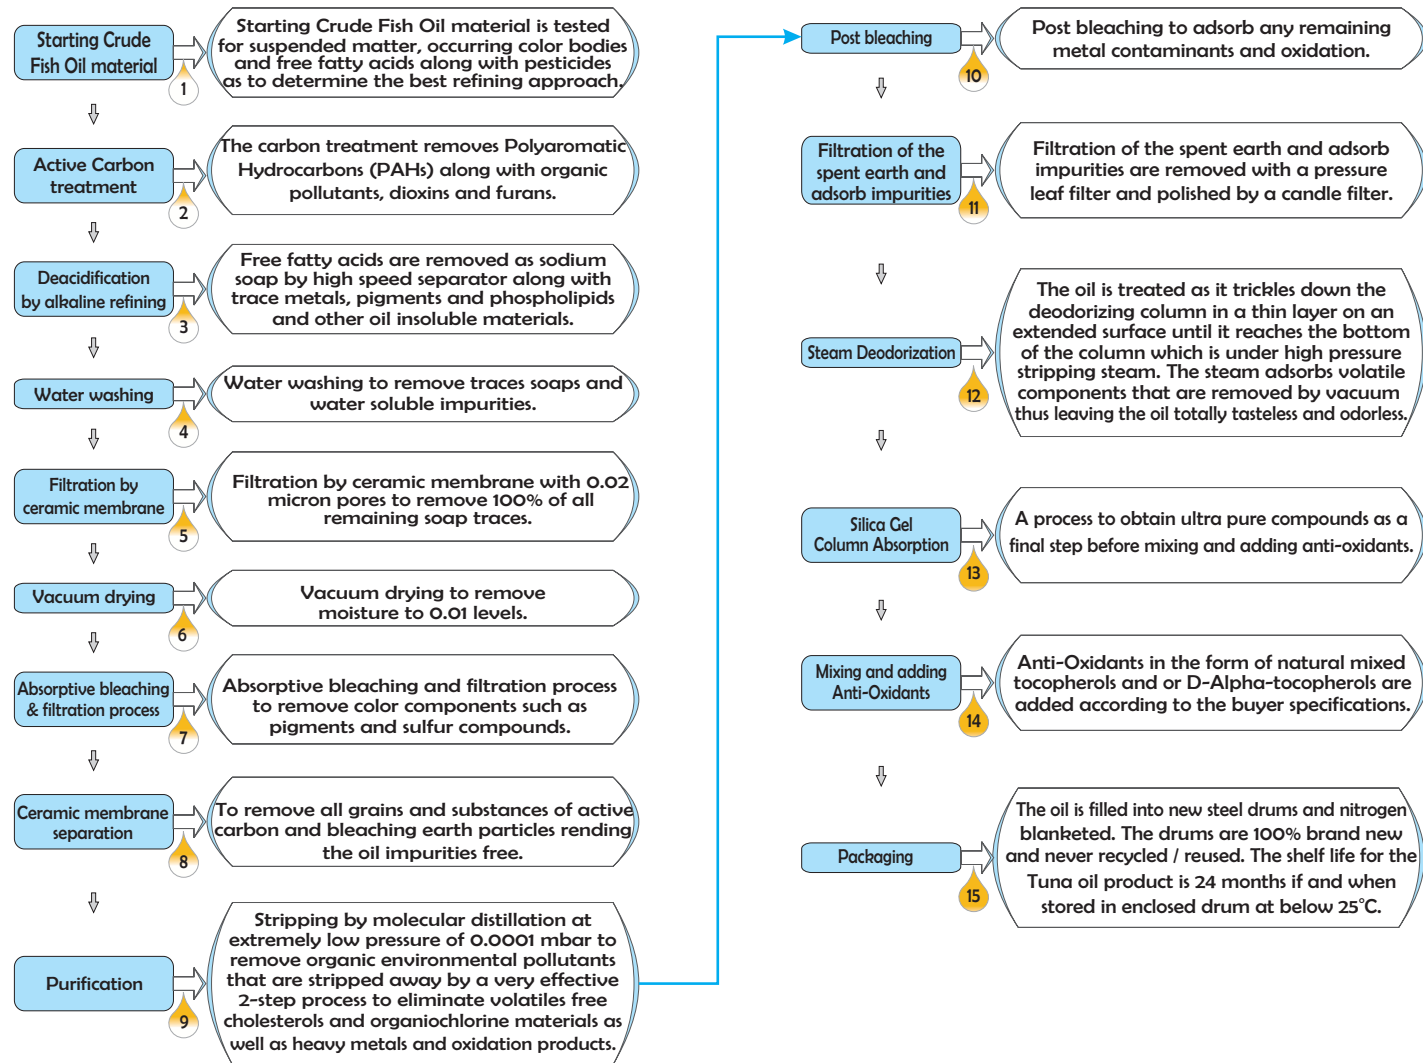 Starting Crude
Fish Oil material
1
Starting Crude Fish Oil material is tested
for suspended matter, occurring color bodies
and free fatty acids along with pesticides
as to determine the best refining approach.
Active Carbon
treatment
2
The carbon treatment removes Polyaromatic
Hydrocarbons (PAHs) along with organic
pollutants, dioxins and furans.
Deacidification
by alkaline refining
3
Free fatty acids are removed as sodium
soap by high speed separator along with
trace metals, pigments and phospholipids
and other oil insoluble materials.
Water washing
4
Water washing to remove traces soaps and
water soluble impurities.
Filtration by
ceramic membrane
5
Filtration by ceramic membrane with 0.02
micron pores to remove 100% of all
remaining soap traces.
Vacuum drying
6
Vacuum drying to remove
moisture to 0.01 levels.
Absorptive bleaching
& filtration process
7
Absorptive bleaching and filtration process
to remove color components such as
pigments and sulfur compounds.
Ceramic membrane
separation
8
To remove all grains and substances of active
carbon and bleaching earth particles rending
the oil impurities free.
Purification
9
Stripping by molecular distillation at
extremely low pressure of 0.0001 mbar to
remove organic environmental pollutants
that are stripped away by a very effective
2-step process to eliminate volatiles free
cholesterols and organiochlorine materials as
well as heavy metals and oxidation products.
Post bleaching
10
Post bleaching to adsorb any remaining
metal contaminants and oxidation.
Filtration of the
spent earth and
adsorb impurities
11
Filtration of the spent earth and adsorb
impurities are removed with a pressure
leaf filter and polished by a candle filter.
Steam Deodorization
12
The oil is treated as it trickles down the
deodorizing column in a thin layer on an
extended surface until it reaches the bottom
of the column which is under high pressure
stripping steam. The steam adsorbs volatile
components that are removed by vacuum
thus leaving the oil totally tasteless and odorless.
Silica Gel
Column Absorption
13
A process to obtain ultra pure compounds as a
final step before mixing and adding anti-oxidants.
Mixing and adding
Anti-Oxidants
14
Anti-Oxidants in the form of natural mixed
tocopherols and or D-Alpha-tocopherols are
added according to the buyer specifications.
Packaging
15
The oil is filled into new steel drums and nitrogen
blanketed. The drums are 100% brand new
and never recycled / reused. The shelf life for the
Tuna oil product is 24 months if and when
stored in enclosed drum at below 25°C.